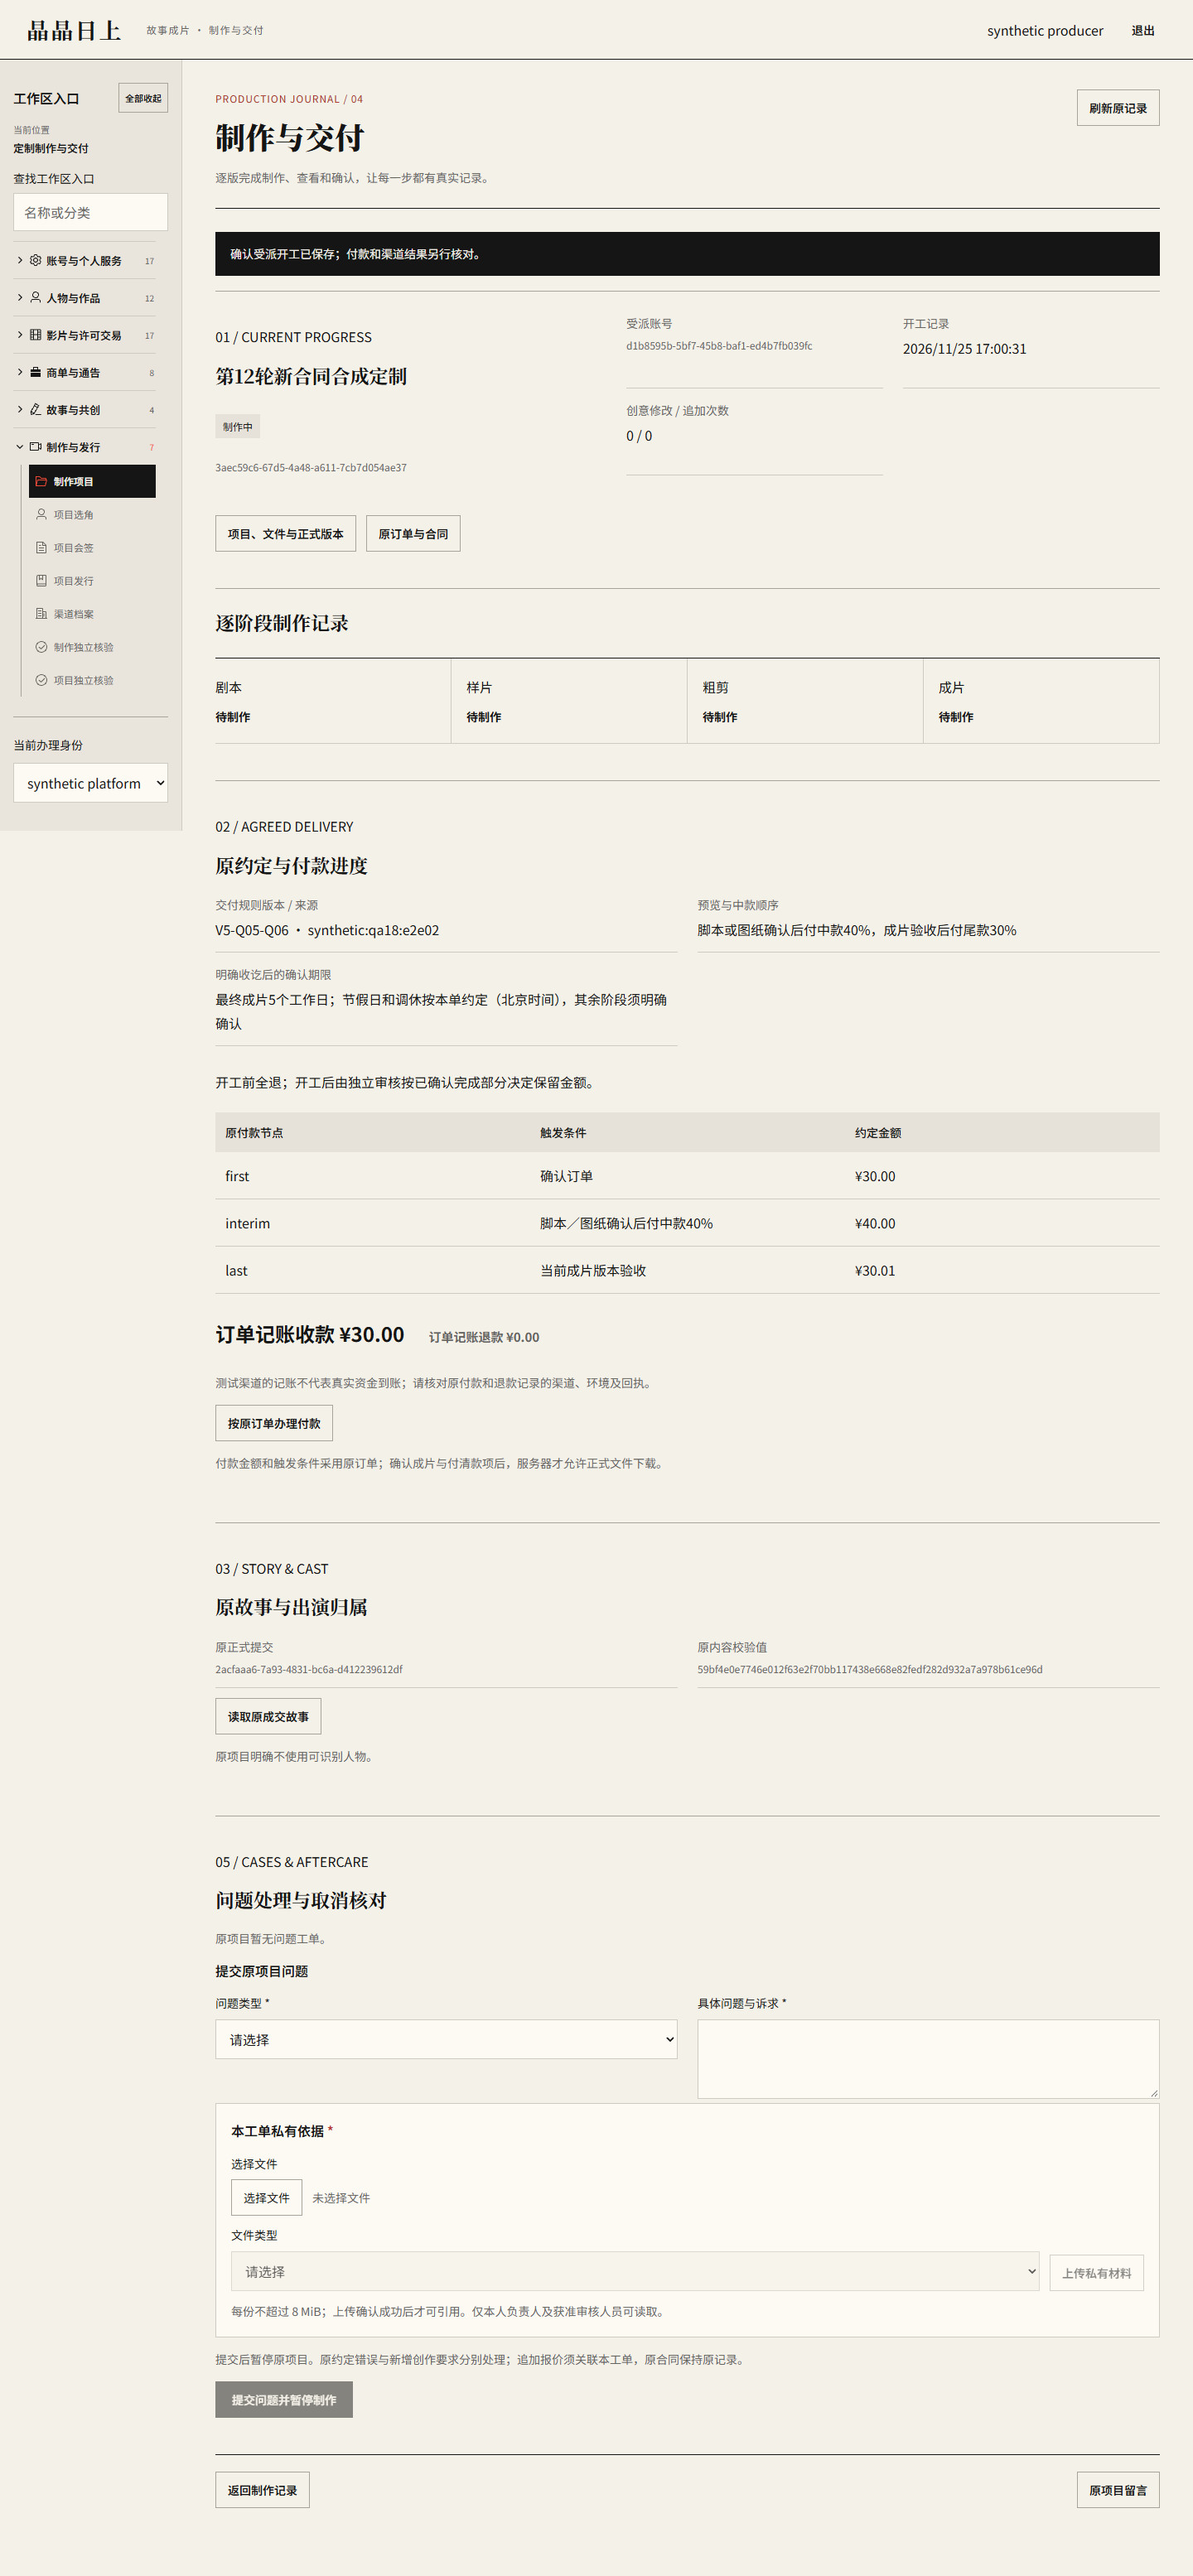 晶晶日上
故事成片 · 制作与交付
synthetic producer
退出
工作区入口
全部收起
当前位置
定制制作与交付
查找工作区入口
名称或分类
账号与个人服务 17
人物与作品 12
影片与许可交易 17
商单与通告 8
故事与共创 4
制作与发行 7
制作项目
项目选角
项目会签
项目发行
渠道档案
制作独立核验
项目独立核验
当前办理身份
synthetic platform
PRODUCTION JOURNAL / 04
制作与交付
逐版完成制作、查看和确认，让每一步都有真实记录。
刷新原记录
确认受派开工已保存；付款和渠道结果另行核对。
01 / CURRENT PROGRESS
第12轮新合同合成定制
制作中
3aec59c6-67d5-4a48-a611-7cb7d054ae37
受派账号
d1b8595b-5bf7-45b8-baf1-ed4b7fb039fc
开工记录
2026/11/25 17:00:31
创意修改 / 追加次数
0 / 0
项目、文件与正式版本
原订单与合同
逐阶段制作记录
剧本
待制作
样片
待制作
粗剪
待制作
成片
待制作
02 / AGREED DELIVERY
原约定与付款进度
交付规则版本 / 来源
V5-Q05-Q06 · synthetic:qa18:e2e02
预览与中款顺序
脚本或图纸确认后付中款40%，成片验收后付尾款30%
明确收讫后的确认期限
最终成片5个工作日；节假日和调休按本单约定（北京时间），其余阶段须明确
确认
开工前全退；开工后由独立审核按已确认完成部分决定保留金额。
原付款节点 触发条件 约定金额
first 确认订单 ¥30.00
interim 脚本／图纸确认后付中款40% ¥40.00
last 当前成片版本验收 ¥30.01
订单记账收款 ¥30.00 订单记账退款 ¥0.00
测试渠道的记账不代表真实资金到账；请核对原付款和退款记录的渠道、环境及回执。
按原订单办理付款
付款金额和触发条件采用原订单；确认成片与付清款项后，服务器才允许正式文件下载。
03 / STORY & CAST
原故事与出演归属
原正式提交
2acfaaa6-7a93-4831-bc6a-d412239612df
原内容校验值
59bf4e0e7746e012f63e2f70bb117438e668e82fedf282d932a7a978b61ce96d
读取原成交故事
原项目明确不使用可识别人物。
05 / CASES & AFTERCARE
问题处理与取消核对
原项目暂无问题工单。
提交原项目问题
问题类型 *
请选择
具体问题与诉求 *
本工单私有依据 *
选择文件
选择文件 未选择文件
文件类型
请选择
上传私有材料
每份不超过 8 MiB；上传确认成功后才可引用。仅本人负责人及获准审核人员可读取。
提交后暂停原项目。原约定错误与新增创作要求分别处理；追加报价须关联本工单，原合同保持原记录。
提交问题并暂停制作
返回制作记录
原项目留言